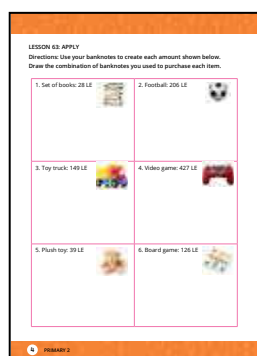 LESSON 63: APPLY
Directions: Use your banknotes to create each amount shown below.
Draw the combination of banknotes you used to purchase each item.
1. Set of books: 28 LE
2. Football: 206 LE
3. Toy truck: 149 LE
4. Video game: 427 LE
5. Plush toy: 39 LE
6. Board game: 126 LE
4 PRIMARY 2